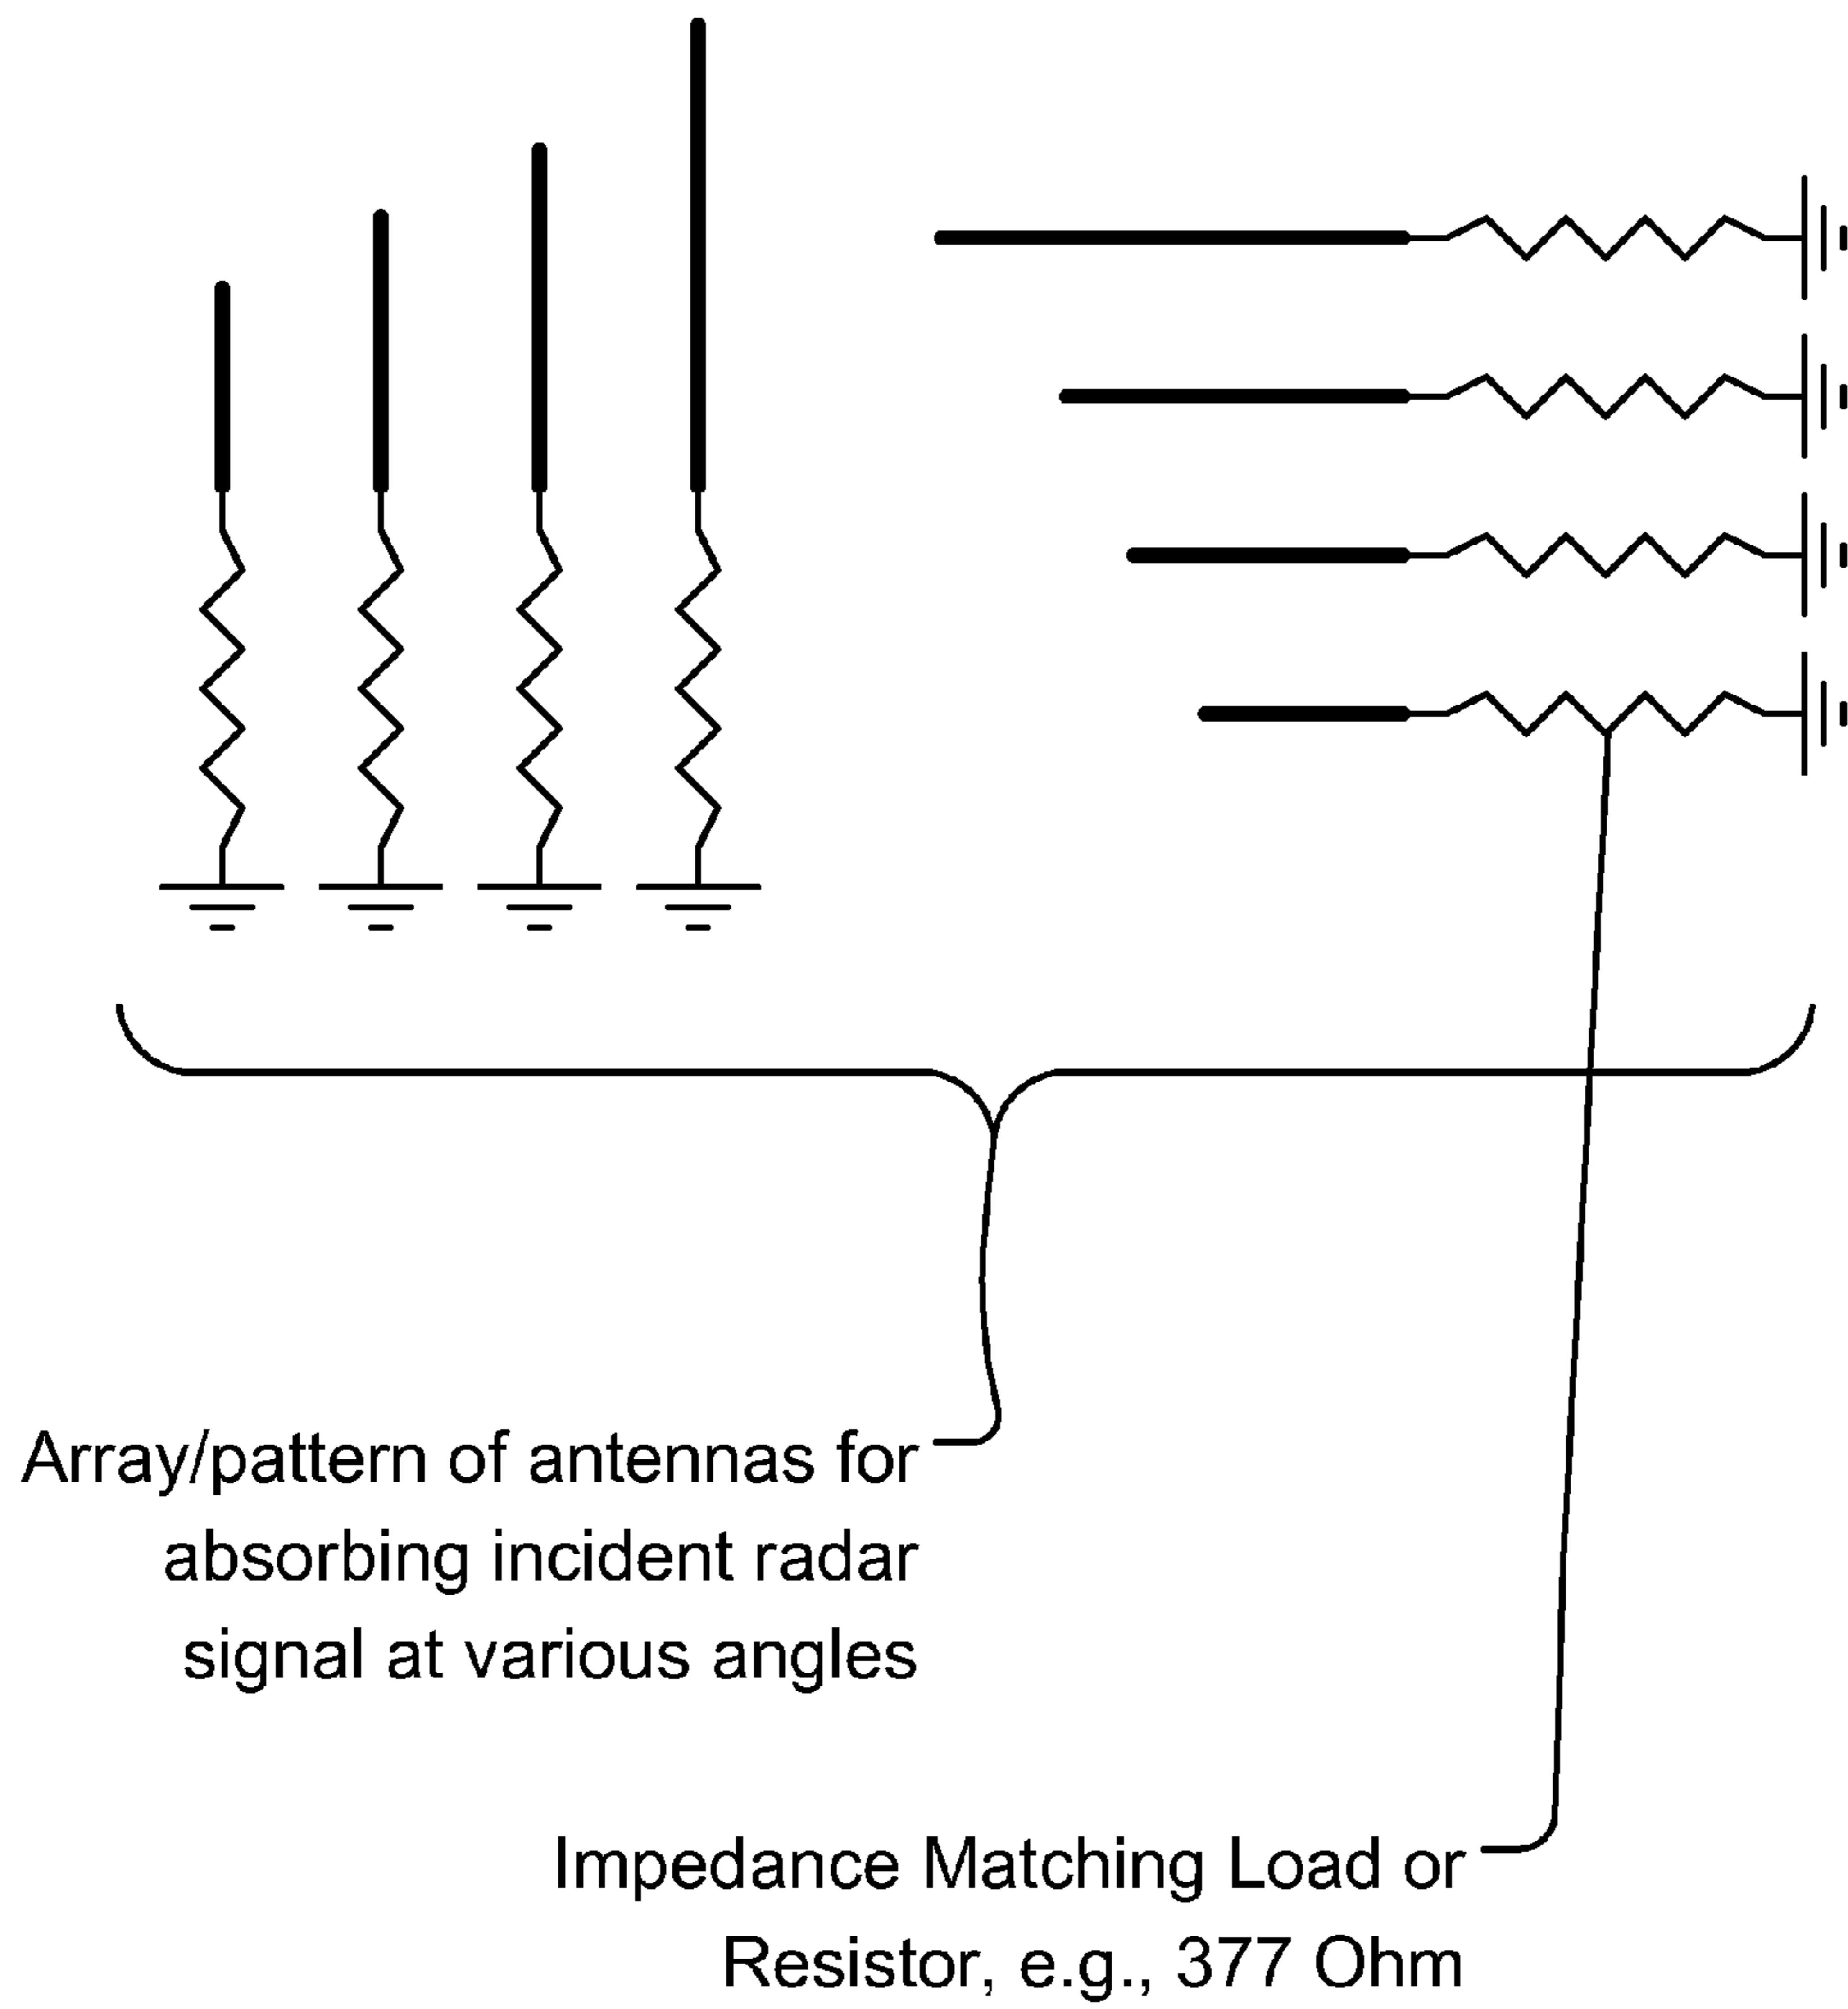 Array/pattern of antennas for
absorbing incident radar
signal at various angles
Impedance Matching Load or
Resistor, e.g., 377 Ohm